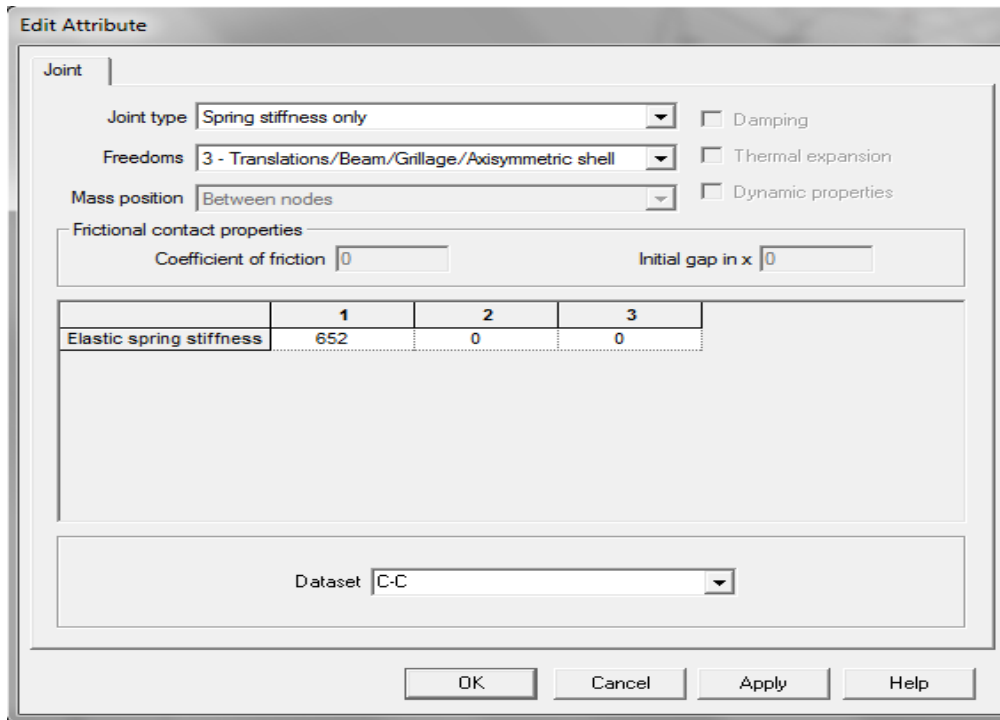 Edit Attribute
Joint
Joint type Spring stiffness only Damping
Freedoms 3 - Translations/Beam/Grillage/Axisymmetric shell Thermal expansion
Mass position Between nodes Dynamic properties
Frictional contact properties
Coefficient of friction 0 Initial gap in x 0
1 2 3
Elastic spring stiffness 652 0 0
Dataset C-C
OK Cancel Apply Help